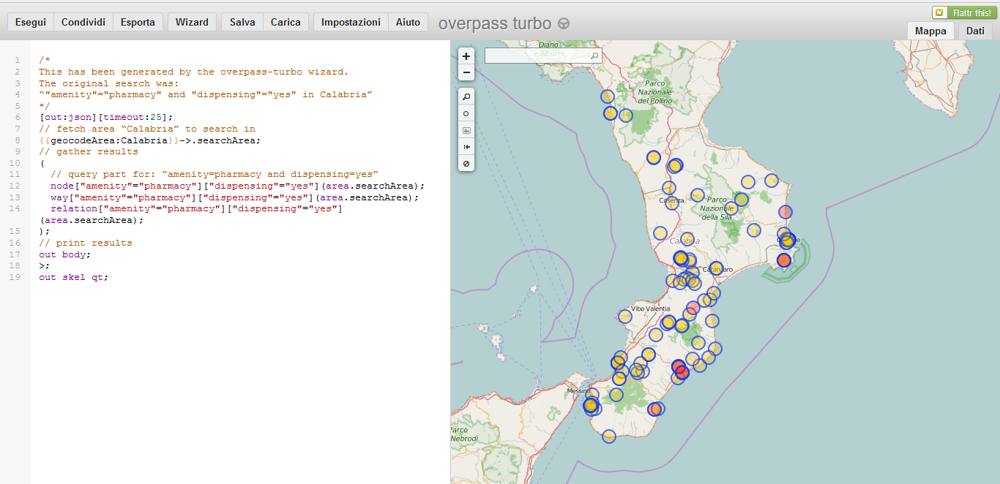 Esegui Condividi Esporta Wizard Salva Carica Impostazioni Aiuto overpass turbo
Flattr this!
Mappa Dati
1 /*
2 This has been generated by the overpass-turbo wizard.
3 The original search was:
4 “"amenity"="pharmacy" and "dispensing"="yes" in Calabria”
5 */
6 [out:json][timeout:25];
7 // fetch area “Calabria” to search in
8 {{geocodeArea:Calabria}}->.searchArea;
9 // gather results
10 (
11 // query part for: “amenity=pharmacy and dispensing=yes”
12 node["amenity"="pharmacy"]["dispensing"="yes"](area.searchArea);
13 way["amenity"="pharmacy"]["dispensing"="yes"](area.searchArea);
14 relation["amenity"="pharmacy"]["dispensing"="yes"]
(area.searchArea);
15 );
16 // print results
17 out body;
18 >;
19 out skel qt;
+
−
Diano
e Alburni
Parco
Nazionale
del Pollino
Cosenza
Parco
Nazionale
della Sila
Calabria
Catanzaro
Vibo Valentia
Messina
Parco
Nebrodi